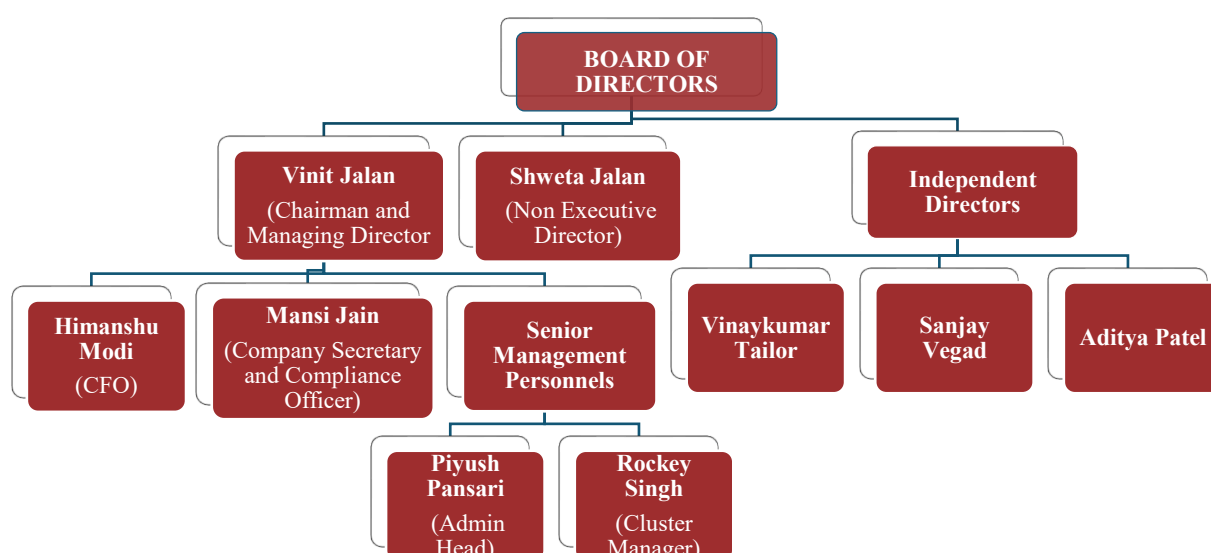 BOARD OF
DIRECTORS
Vinit Jalan
(Chairman and
Managing Director
Shweta Jalan
(Non Executive
Director)
Independent
Directors
Himanshu
Modi
(CFO)
Mansi Jain
(Company Secretary
and Compliance
Officer)
Senior
Management
Personnels
Vinaykumar
Tailor
Sanjay
Vegad
Aditya Patel
Piyush
Pansari
(Admin
Head)
Rockey
Singh
(Cluster
Manager)